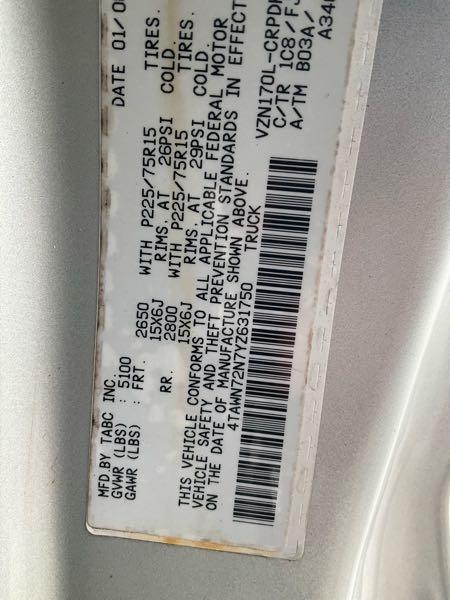 MFD.BY TABC INC. DATE 01/0
GVWR (LBS) : 5100
GAWR (LBS) : FRT. 2650 WITH P225/75R15 TIRES.
15X6J RIMS. AT 26PSI COLD.
RR. 2800 WITH P225/75R15 TIRES.
15X6J RIMS. AT 29PSI COLD.
THIS VEHICLE CONFORMS TO ALL APPLICABLE FEDERAL MOTOR
VEHICLE SAFETY AND THEFT PREVENTION STANDARDS IN EFFECT
ON THE DATE OF MANUFACTURE SHOWN ABOVE.
4TAWN72N7YZ631750 TRUCK
VZN170L-CRPD
C/TR 1C8/FJ
A/TM B03A/
A340